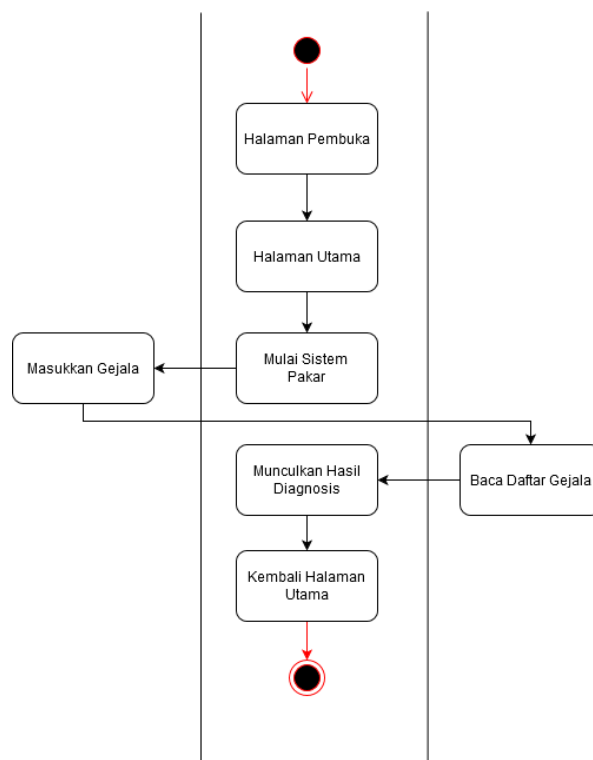 Halaman Pembuka
Halaman Utama
Mulai Sistem
Pakar
Masukkan Gejala
Baca Daftar Gejala
Munculkan Hasil
Diagnosis
Kembali Halaman
Utama